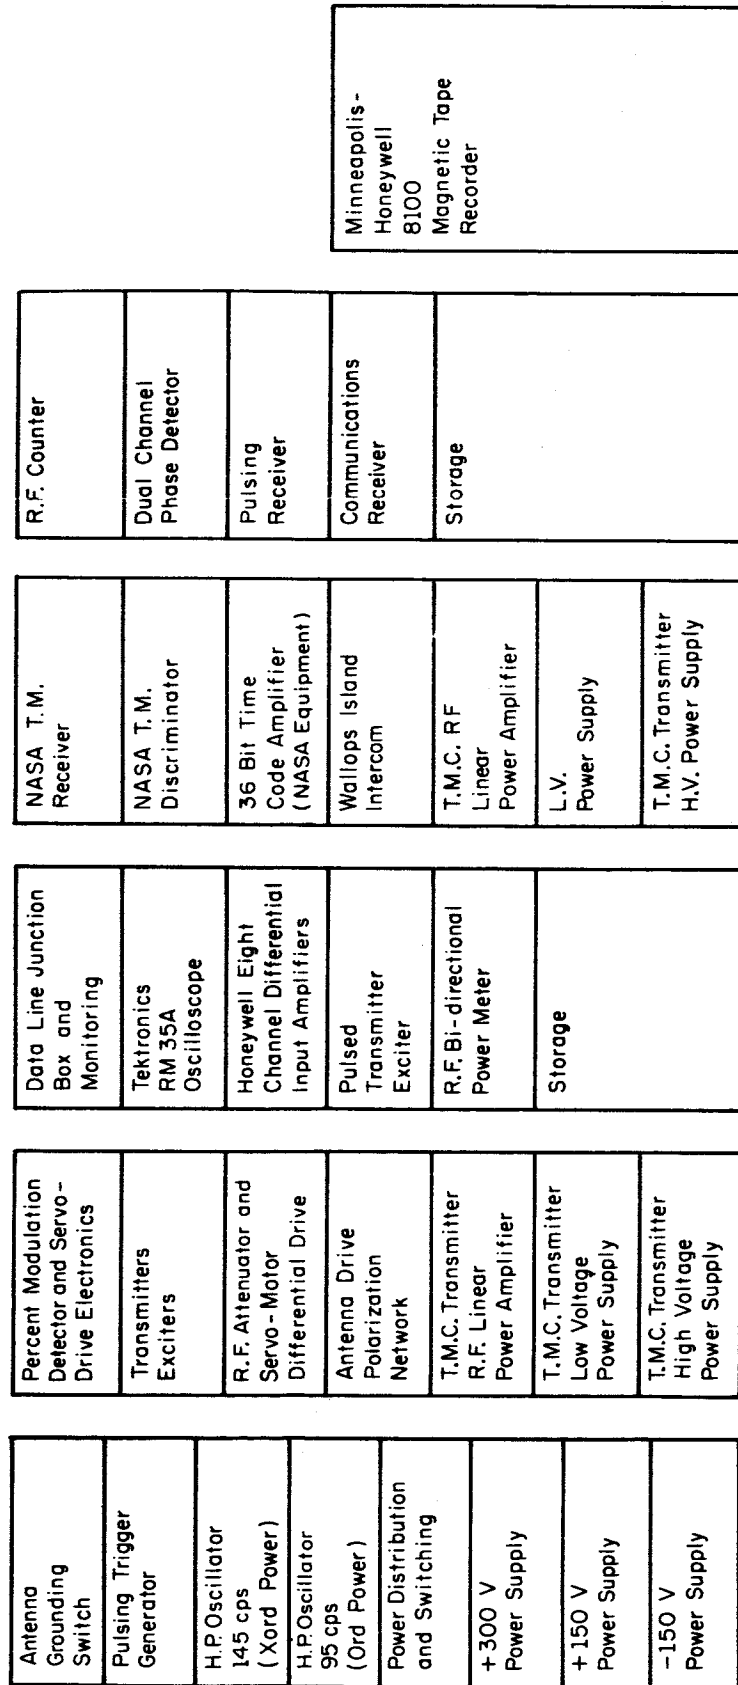 Antenna
Grounding
Switch
Pulsing Trigger
Generator
H.P. Oscillator
145 cps
(Xord Power)
H.P. Oscillator
95 cps
(Ord Power)
Power Distribution
and Switching
+300 V
Power Supply
+150 V
Power Supply
-150 V
Power Supply
Percent Modulation
Detector and Servo-
Drive Electronics
Transmitters
Exciters
R.F. Attenuator and
Servo-Motor
Differential Drive
Antenna Drive
Polarization
Network
T.M.C. Transmitter
R.F. Linear
Power Amplifier
T.M.C. Transmitter
Low Voltage
Power Supply
T.M.C. Transmitter
High Voltage
Power Supply
Data Line Junction
Box and
Monitoring
Tektronics
RM 35A
Oscilloscope
Honeywell Eight
Channel Differential
Input Amplifiers
Pulsed
Transmitter
Exciter
R.F. Bi-directional
Power Meter
Storage
NASA T.M.
Receiver
NASA T.M.
Discriminator
36 Bit Time
Code Amplifier
(NASA Equipment)
Wallops Island
Intercom
T.M.C. RF
Linear
Power Amplifier
L.V.
Power Supply
T.M.C. Transmitter
H.V. Power Supply
R.F. Counter
Dual Channel
Phase Detector
Pulsing
Receiver
Communications
Receiver
Storage
Minneapolis-
Honeywell
8100
Magnetic Tape
Recorder